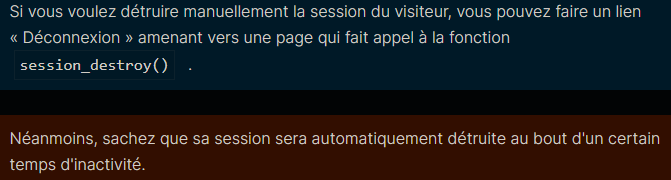 Si vous voulez détruire manuellement la session du visiteur, vous pouvez faire un lien
« Déconnexion » amenant vers une page qui fait appel à la fonction
session_destroy() .
Néanmoins, sachez que sa session sera automatiquement détruite au bout d'un certain
temps d'inactivité.